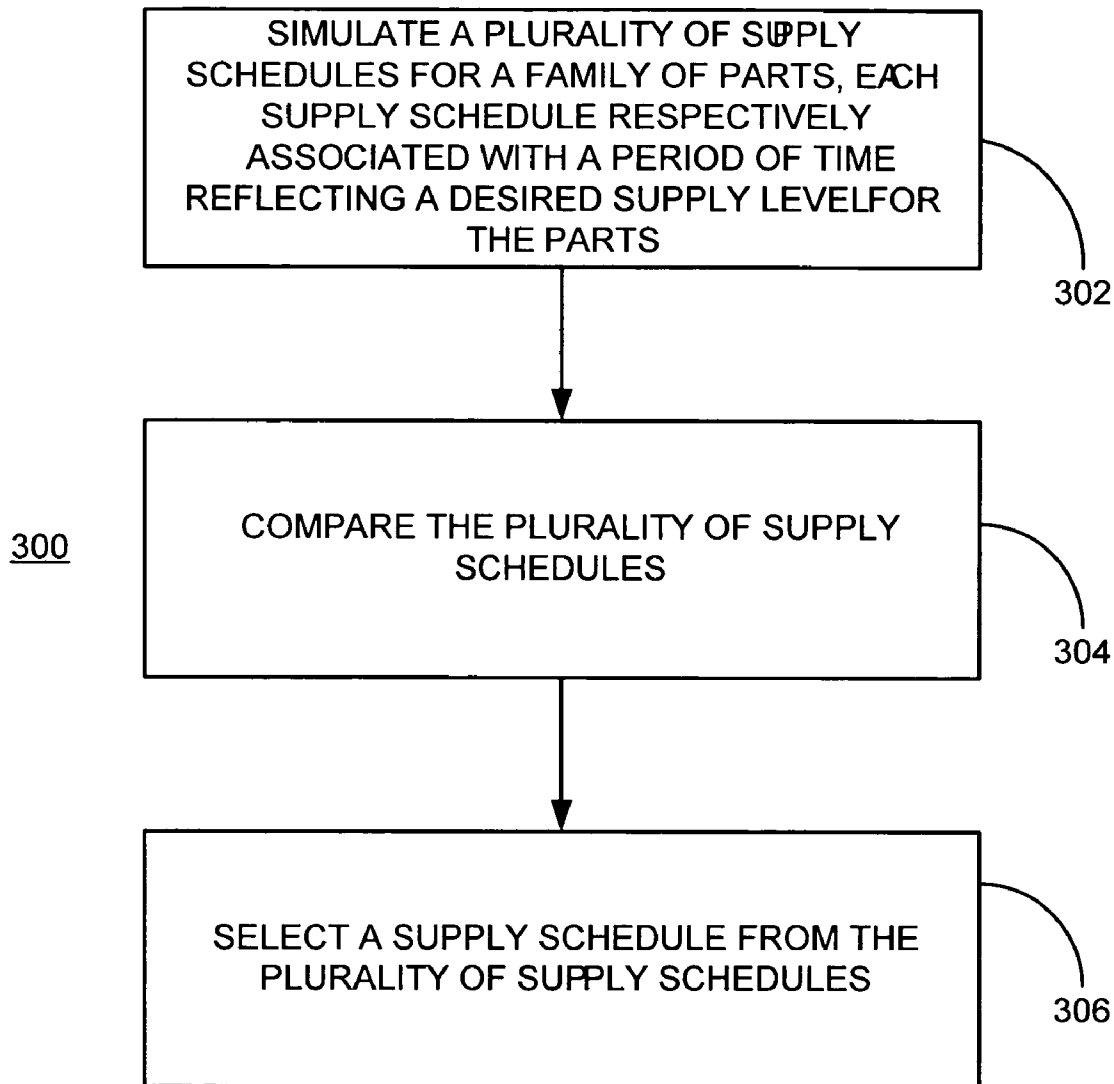 SIMULATE A PLURALITY OF SUPPLY
SCHEDULES FOR A FAMILY OF PARTS, EACH
SUPPLY SCHEDULE RESPECTIVELY
ASSOCIATED WITH A PERIOD OF TIME
REFLECTING A DESIRED SUPPLY LEVEL FOR
THE PARTS
302
COMPARE THE PLURALITY OF SUPPLY
SCHEDULES
300
304
SELECT A SUPPLY SCHEDULE FROM THE
PLURALITY OF SUPPLY SCHEDULES
306